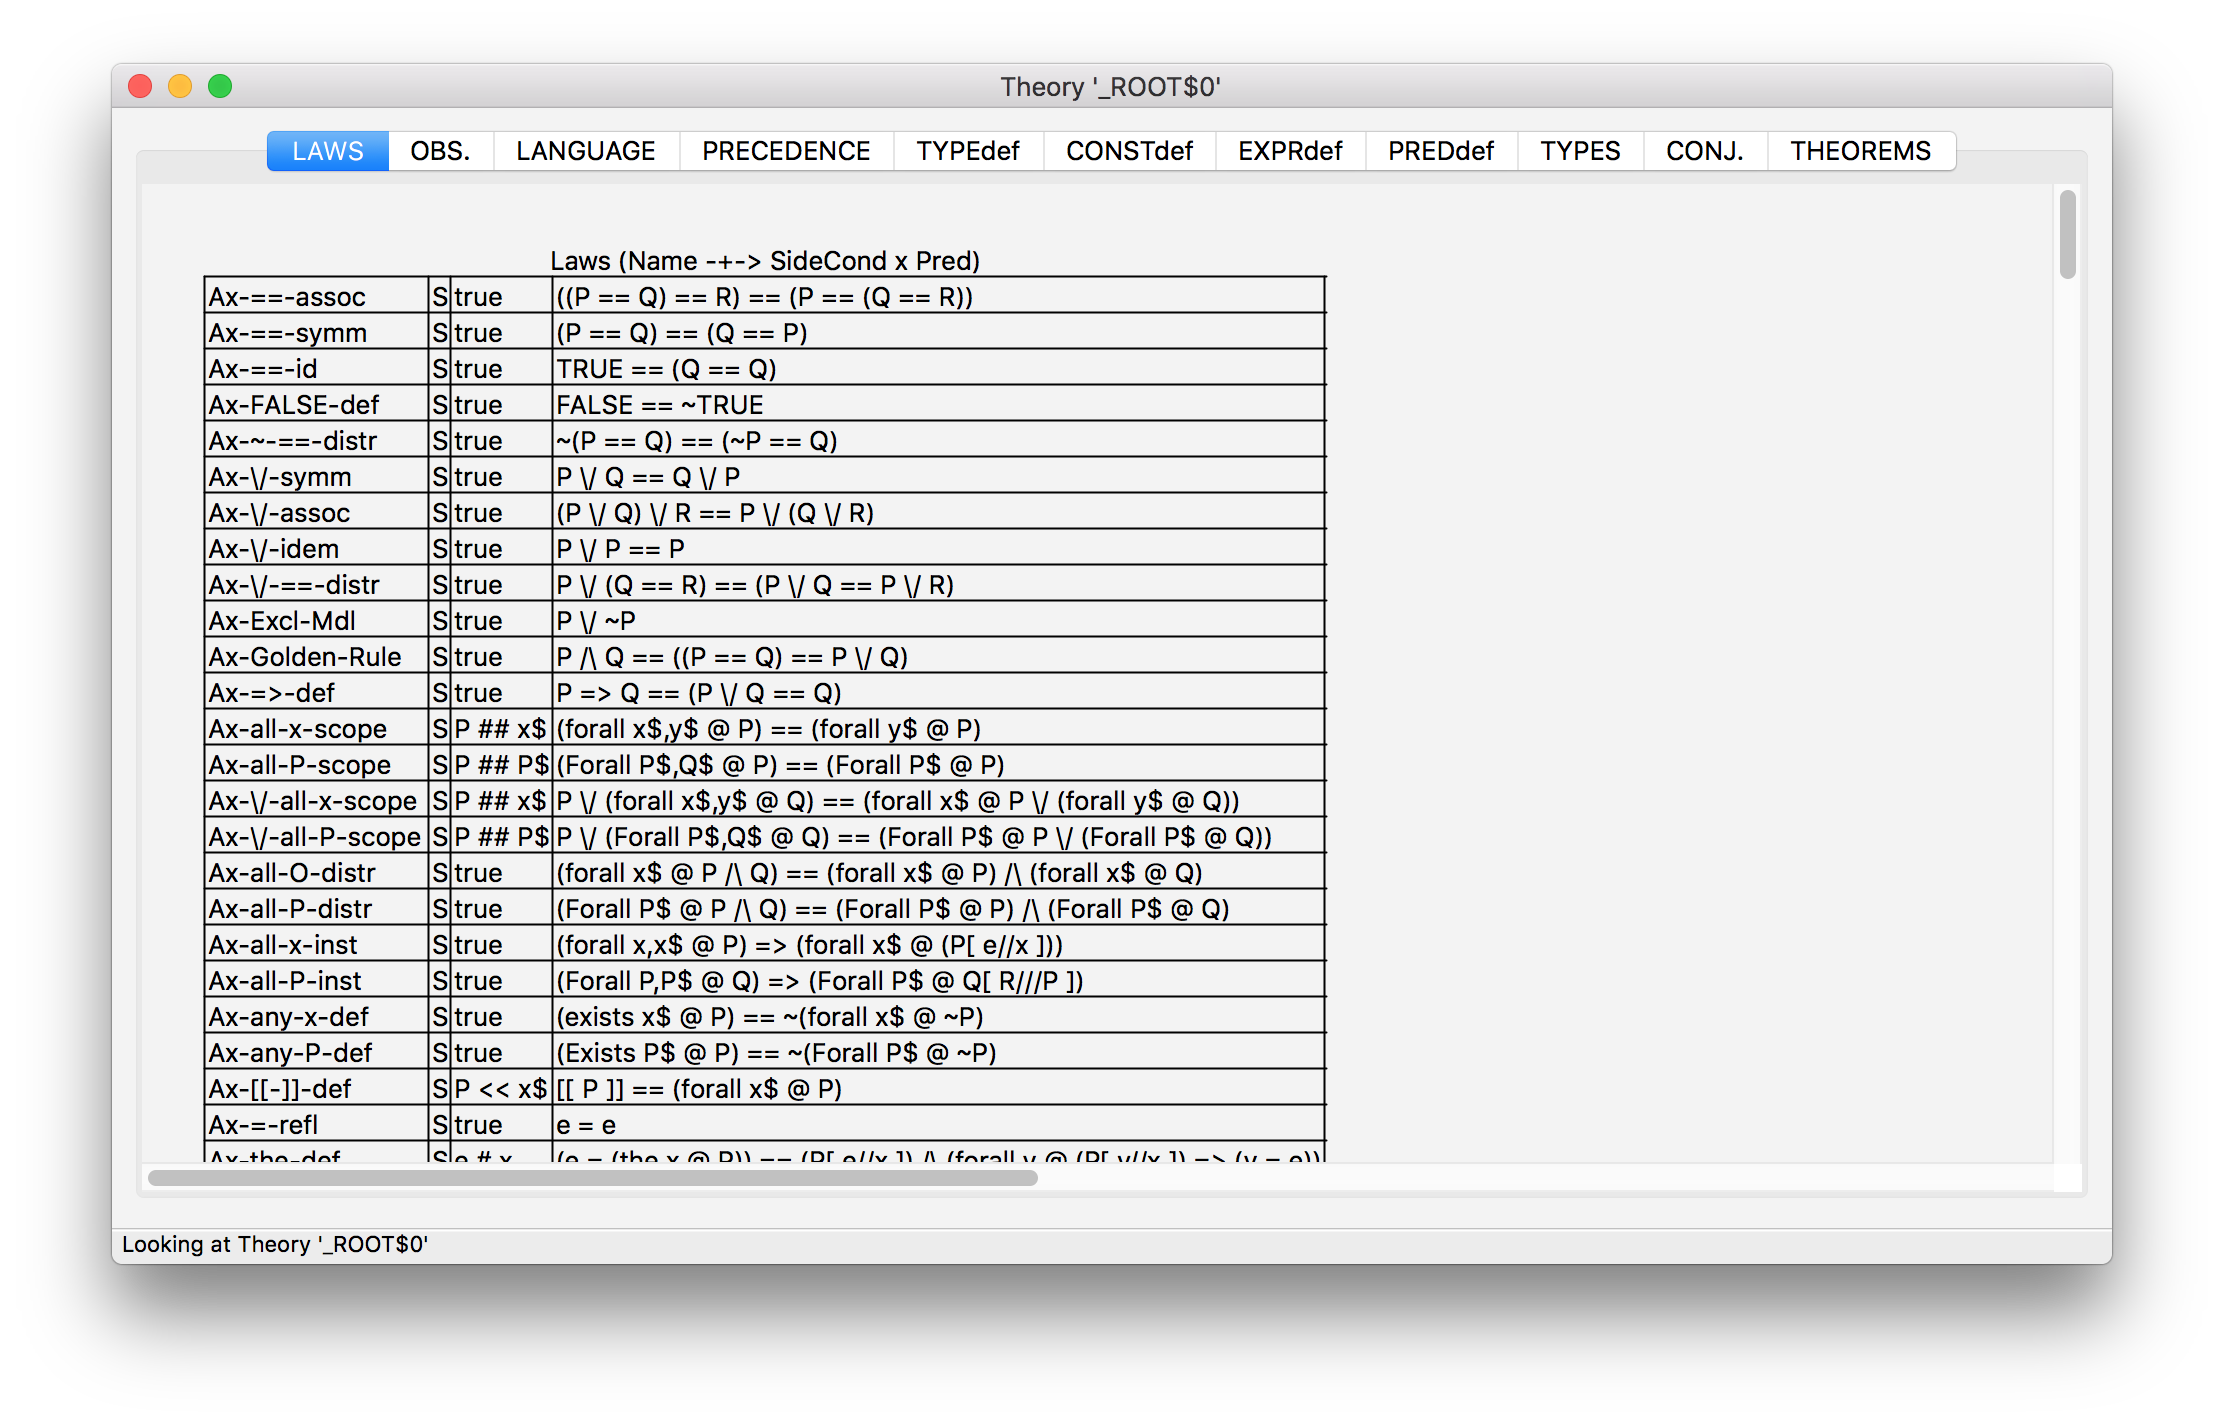 Theory '_ROOT$0'
LAWS OBS. LANGUAGE PRECEDENCE TYPEdef CONSTdef EXPRdef PREDdef TYPES CONJ. THEOREMS
Laws (Name -+-> SideCond x Pred)
Ax-==-assoc S true ((P == Q) == R) == (P == (Q == R))
Ax-==-symm S true (P == Q) == (Q == P)
Ax-==-id S true TRUE == (Q == Q)
Ax-FALSE-def S true FALSE == ~TRUE
Ax-~-==-distr S true ~(P == Q) == (~P == Q)
Ax-\/-symm S true P \/ Q == Q \/ P
Ax-\/-assoc S true (P \/ Q) \/ R == P \/ (Q \/ R)
Ax-\/-idem S true P \/ P == P
Ax-\/-==-distr S true P \/ (Q == R) == (P \/ Q == P \/ R)
Ax-Excl-Mdl S true P \/ ~P
Ax-Golden-Rule S true P /\ Q == ((P == Q) == P \/ Q)
Ax-=>-def S true P => Q == (P \/ Q == Q)
Ax-all-x-scope S P ## x$ (forall x$,y$ @ P) == (forall y$ @ P)
Ax-all-P-scope S P ## P$ (Forall P$,Q$ @ P) == (Forall P$ @ P)
Ax-\/-all-x-scope S P ## x$ P \/ (forall x$,y$ @ Q) == (forall x$ @ P \/ (forall y$ @ Q))
Ax-\/-all-P-scope S P ## P$ P \/ (Forall P$,Q$ @ Q) == (Forall P$ @ P \/ (Forall P$ @ Q))
Ax-all-O-distr S true (forall x$ @ P /\ Q) == (forall x$ @ P) /\ (forall x$ @ Q)
Ax-all-P-distr S true (Forall P$ @ P /\ Q) == (Forall P$ @ P) /\ (Forall P$ @ Q)
Ax-all-x-inst S true (forall x,x$ @ P) => (forall x$ @ (P[ e//x ]))
Ax-all-P-inst S true (Forall P,P$ @ Q) => (Forall P$ @ Q[ R///P ])
Ax-any-x-def S true (exists x$ @ P) == ~(forall x$ @ ~P)
Ax-any-P-def S true (Exists P$ @ P) == ~(Forall P$ @ ~P)
Ax-[[-]]-def S P << x$ [[ P ]] == (forall x$ @ P)
Ax-=-refl S true e = e
Ax-the-def S e # x (e = (the x @ P)) == (P[ e//x ]) /\ (forall y @ (P[ y//x ]) => (y = e))
Looking at Theory '_ROOT$0'